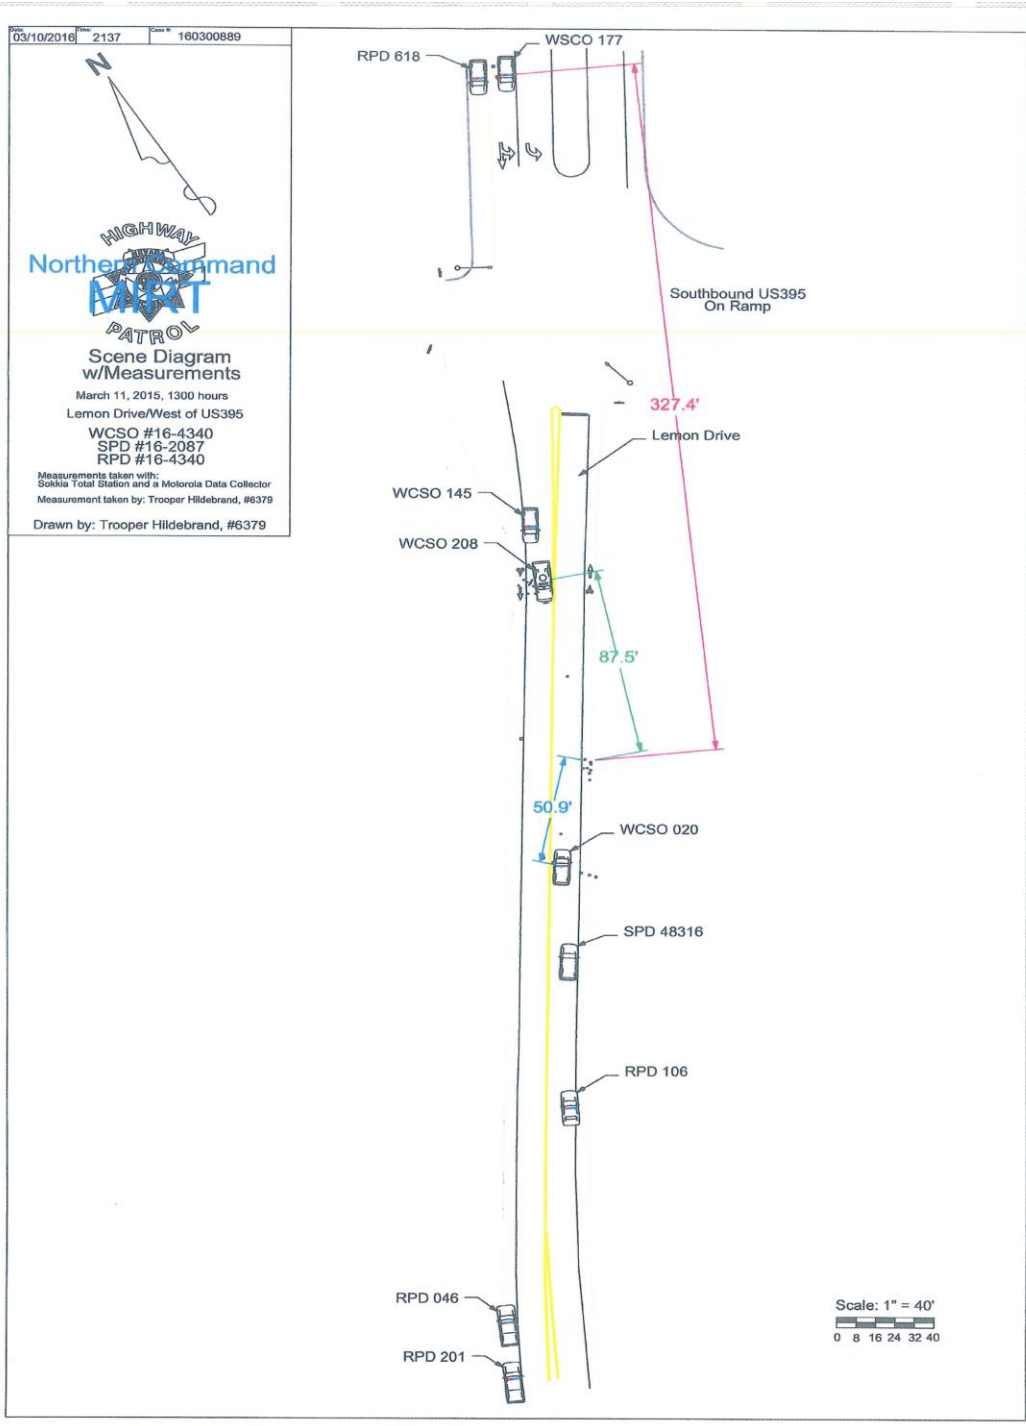 Date: Time: Case #:
03/10/2016 2137 160300889
N
HIGHWAY
Northern Command
MIRT
PATROL
Scene Diagram
w/Measurements
March 11, 2015, 1300 hours
Lemon Drive/West of US395
WCSO #16-4340
SPD #16-2087
RPD #16-4340
Measurements taken with:
Sokkia Total Station and a Motorola Data Collector
Measurement taken by: Trooper Hildebrand, #6379
Drawn by: Trooper Hildebrand, #6379
RPD 618
WSCO 177
Southbound US395
On Ramp
327.4'
Lemon Drive
WCSO 145
WCSO 208
87.5'
50.9'
WCSO 020
SPD 48316
RPD 106
RPD 046
RPD 201
Scale: 1" = 40'
0 8 16 24 32 40